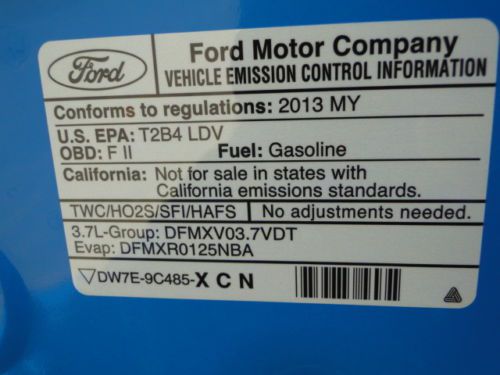 Ford
Ford Motor Company
VEHICLE EMISSION CONTROL INFORMATION
Conforms to regulations: 2013 MY
U.S. EPA: T2B4 LDV
OBD: F II Fuel: Gasoline
California: Not for sale in states with
California emissions standards.
TWC/HO2S/SFI/HAFS No adjustments needed.
3.7L-Group: DFMXV03.7VDT
Evap: DFMXR0125NBA
DW7E-9C485-X C N